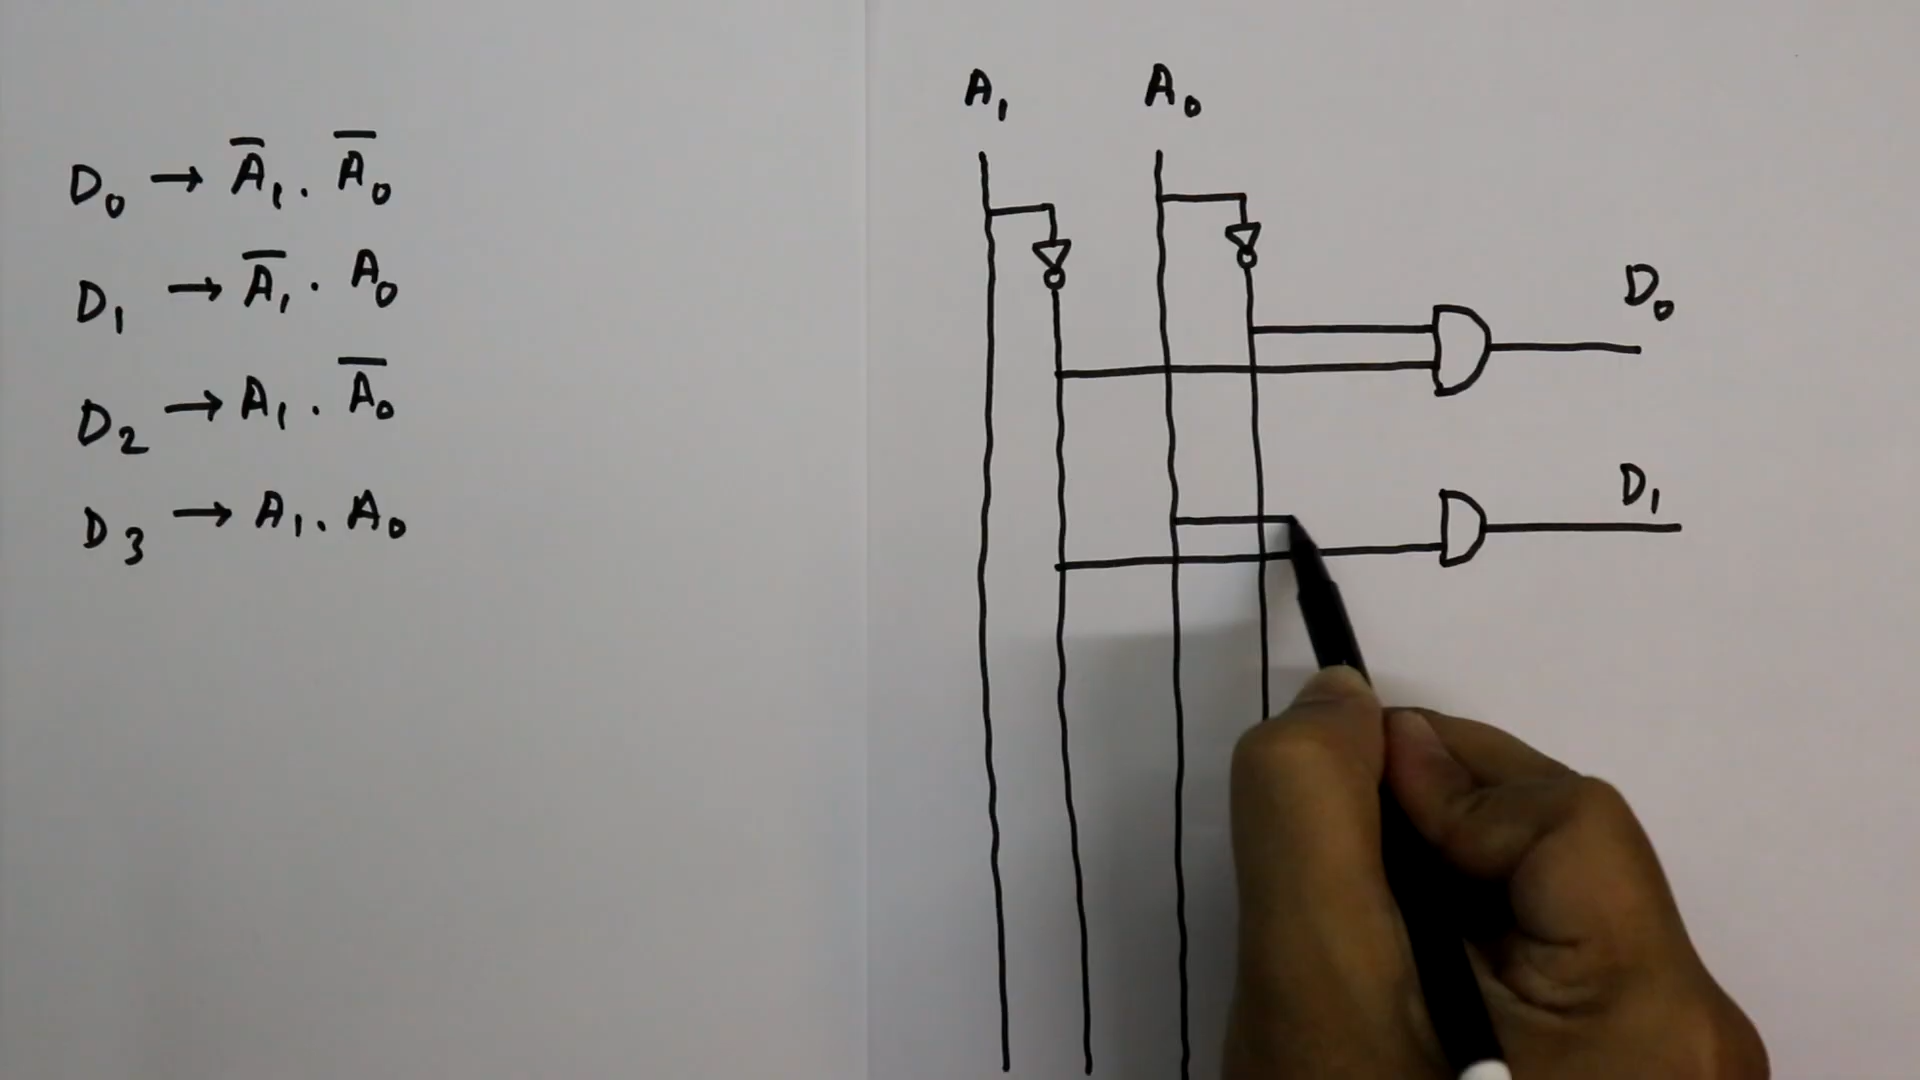 D₀ → A̅₁ . A̅₀
D₁ → A̅₁ . A₀
D₂ → A₁ . A̅₀
D₃ → A₁ . A₀
A₁ A₀
D₀
D₁